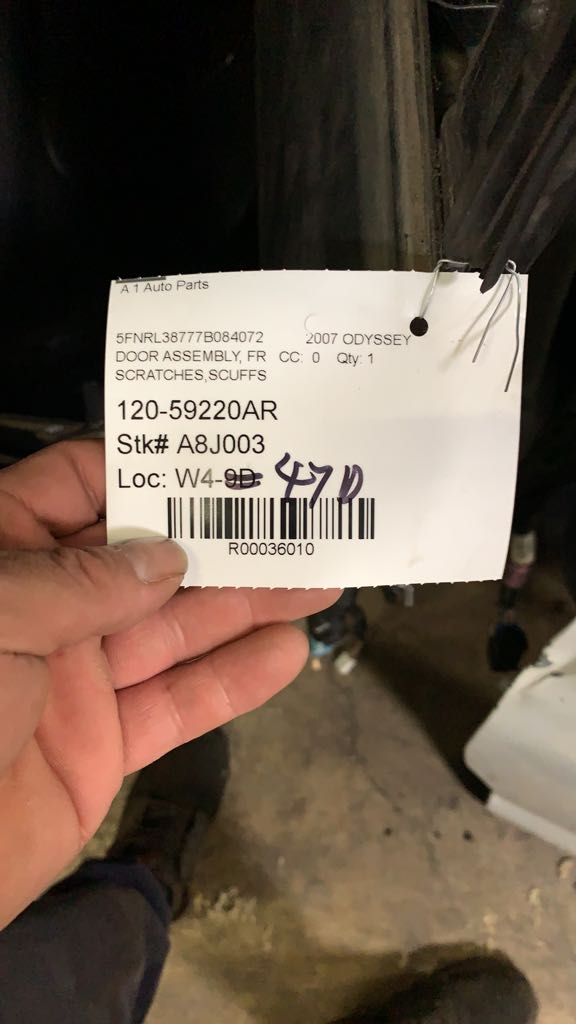 A 1 Auto Parts
5FNRL38777B084072 2007 ODYSSEY
DOOR ASSEMBLY, FR CC: 0 Qty: 1
SCRATCHES,SCUFFS
120-59220AR
Stk# A8J003
Loc: W4-9D 47D
R00036010